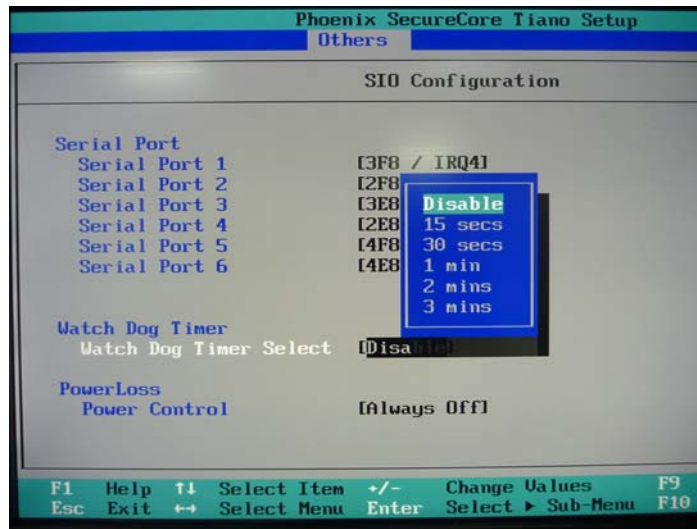 Phoenix SecureCore Tiano Setup
Others
SIO Configuration
Serial Port
Serial Port 1 [3F8 / IRQ4]
Serial Port 2 [2F8
Serial Port 3 [3E8
Serial Port 4 [2E8
Serial Port 5 [4F8
Serial Port 6 [4E8
Disable
15 secs
30 secs
1 min
2 mins
3 mins
Watch Dog Timer
Watch Dog Timer Select [Disable]
PowerLoss
Power Control [Always Off]
F1 Help ↑↓ Select Item +/- Change Values F9
Esc Exit ↔ Select Menu Enter Select ▶ Sub-Menu F10